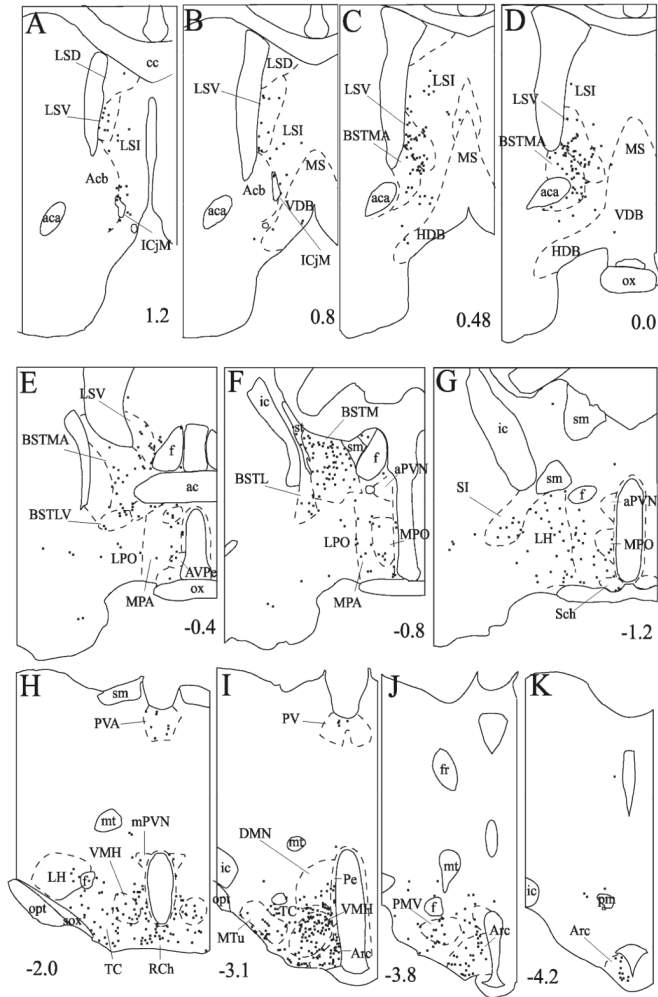 A
LSD
cc
LSV
LSI
Acb
aca
ICjM
1.2
B
LSD
LSV
LSI
MS
Acb
VDB
aca
ICjM
0.8
C
LSI
LSV
BSTMA
MS
aca
HDB
0.48
D
LSI
LSV
BSTMA
MS
aca
VDB
HDB
ox
0.0
E
LSV
BSTMA
f
ac
BSTLV
LPO
AVPe
ox
MPA
-0.4
F
ic
st
BSTM
sm
f
BSTL
aPVN
LPO
MPO
MPA
-0.8
G
ic
sm
sm
SI
f
aPVN
LH
MPO
Sch
-1.2
H
sm
PVA
mt
mPVN
VMH
LH
f
opt
sox
TC
RCh
-2.0
I
PV
DMN
mt
ic
Pe
opt
TC
VMH
MTu
Arc
-3.1
J
fr
mt
PMV
f
Arc
-3.8
K
ic
pm
Arc
-4.2